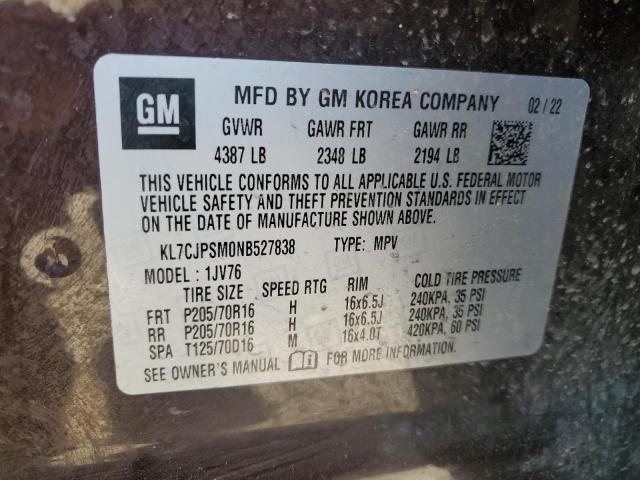 GM
MFD BY GM KOREA COMPANY 02/22
GVWR GAWR FRT GAWR RR
4387 LB 2348 LB 2194 LB
THIS VEHICLE CONFORMS TO ALL APPLICABLE U.S. FEDERAL MOTOR
VEHICLE SAFETY AND THEFT PREVENTION STANDARDS IN EFFECT
ON THE DATE OF MANUFACTURE SHOWN ABOVE.
KL7CJPSM0NB527838 TYPE: MPV
MODEL: 1JV76
TIRE SIZE SPEED RTG RIM COLD TIRE PRESSURE
FRT P205/70R16 H 16x6.5J 240KPA, 35 PSI
RR P205/70R16 H 16x6.5J 240KPA, 35 PSI
SPA T125/70D16 M 16x4.0T 420KPA, 60 PSI
SEE OWNER'S MANUAL FOR MORE INFORMATION.